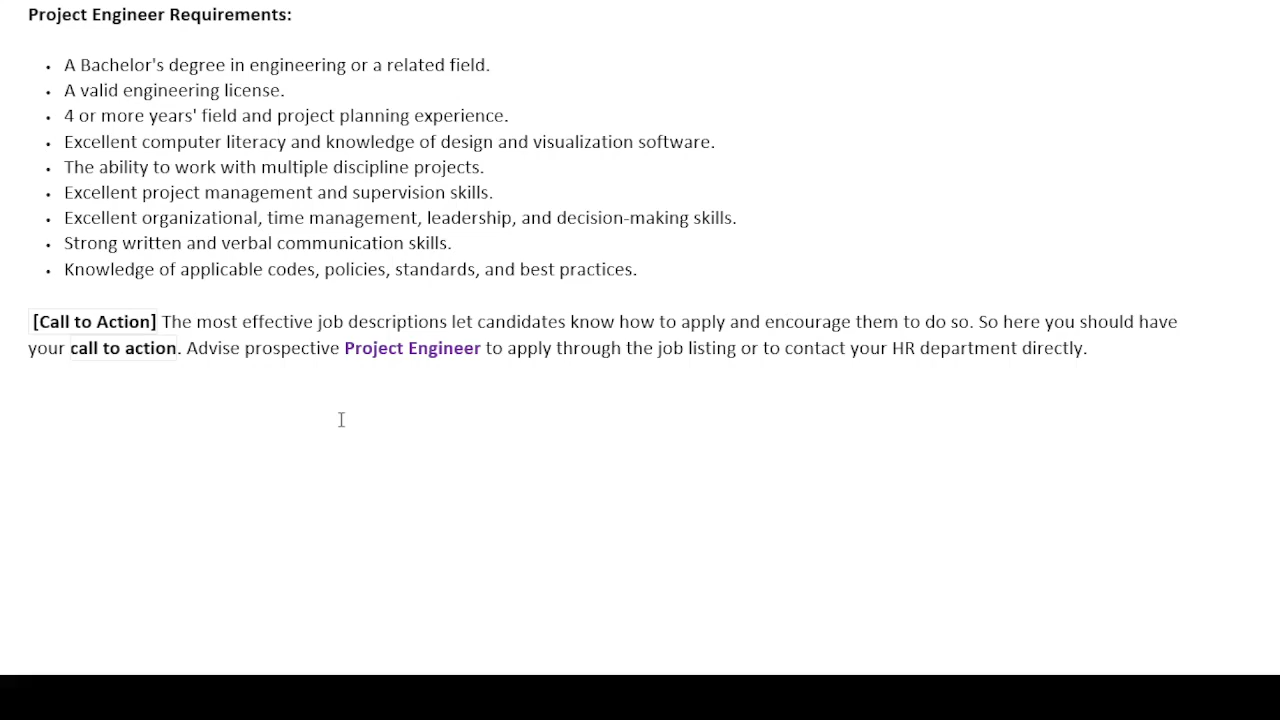 Project Engineer Requirements:
• A Bachelor's degree in engineering or a related field.
• A valid engineering license.
• 4 or more years' field and project planning experience.
• Excellent computer literacy and knowledge of design and visualization software.
• The ability to work with multiple discipline projects.
• Excellent project management and supervision skills.
• Excellent organizational, time management, leadership, and decision-making skills.
• Strong written and verbal communication skills.
• Knowledge of applicable codes, policies, standards, and best practices.
[Call to Action] The most effective job descriptions let candidates know how to apply and encourage them to do so. So here you should have
your call to action. Advise prospective Project Engineer to apply through the job listing or to contact your HR department directly.